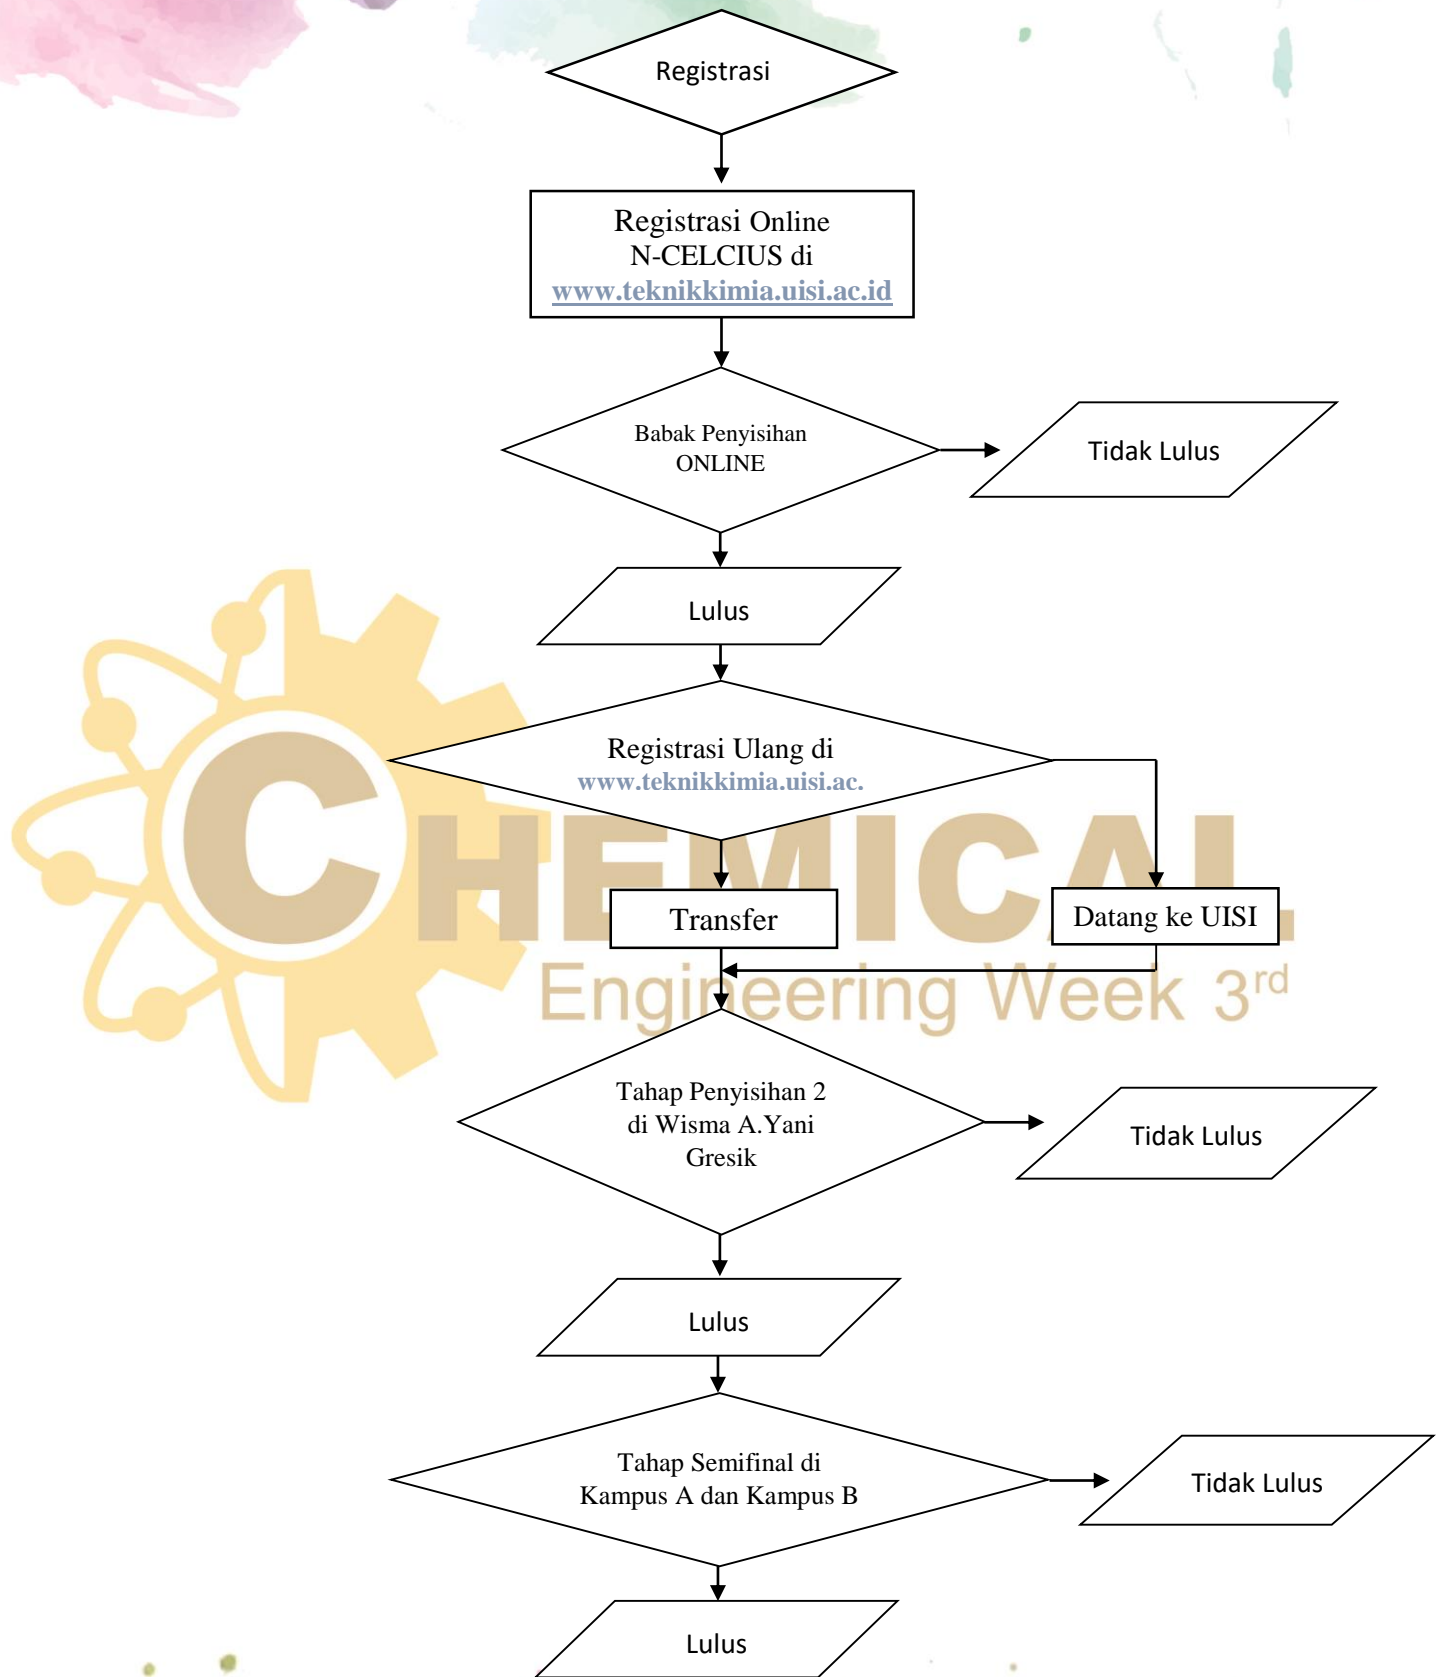 Registrasi
Registrasi Online
N-CELCIUS di
www.teknikkimia.uisi.ac.id
Babak Penyisihan
ONLINE
Tidak Lulus
Lulus
Registrasi Ulang di
www.teknikkimia.uisi.ac.
CHEMICAL
Transfer
Datang ke UISI
Engineering Week 3rd
Tahap Penyisihan 2
di Wisma A.Yani
Gresik
Tidak Lulus
Lulus
Tahap Semifinal di
Kampus A dan Kampus B
Tidak Lulus
Lulus